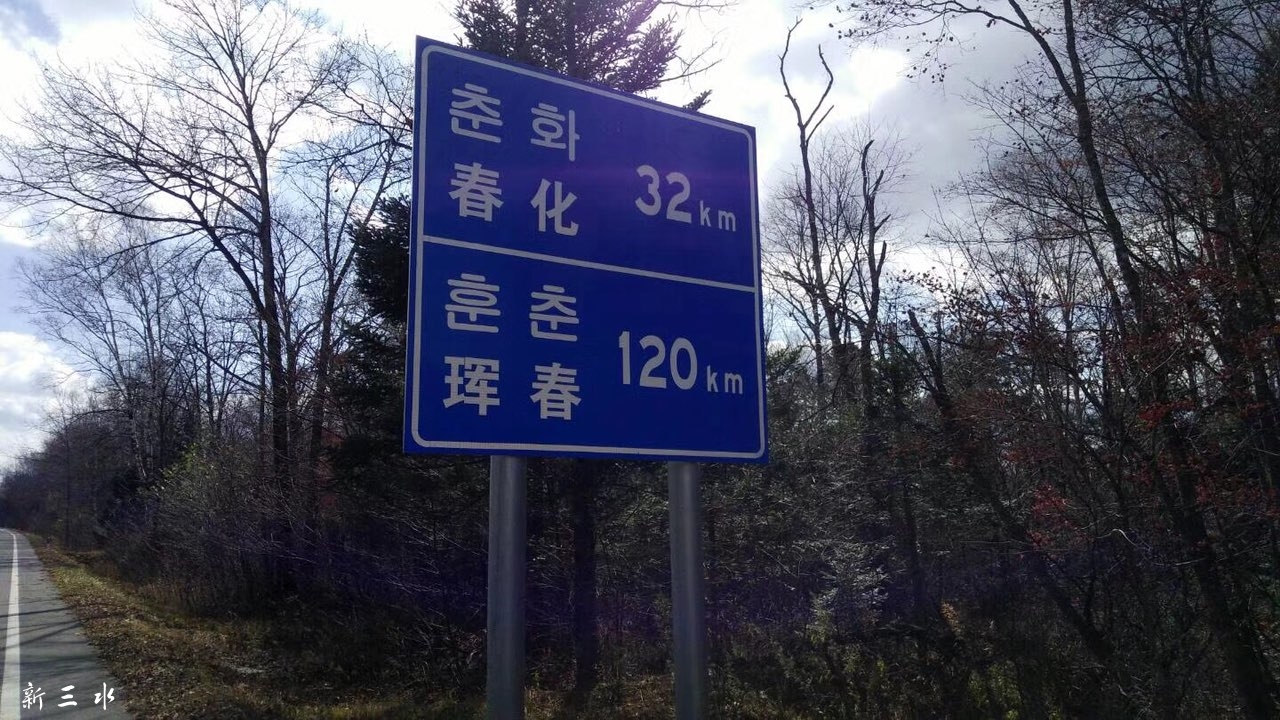 춘 화
春 化 32km
훈 춘
珲 春 120km
新三水